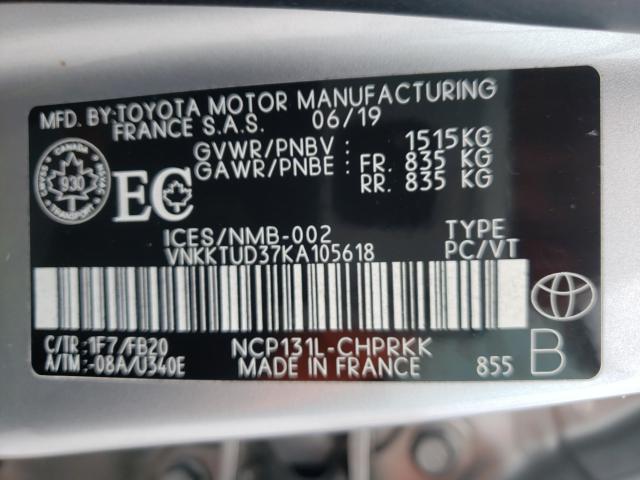 MFD. BY:TOYOTA MOTOR MANUFACTURING
FRANCE S.A.S. 06/19
GVWR/PNBV : 1515KG
GAWR/PNBE : FR. 835 KG
RR. 835 KG
CANADA
930
TRANSPORT
EC
ICES/NMB-002
VNKKTUD37KA105618
TYPE
PC/VT
C/TR:1F7/FB20
A/TM:-08A/U340E
NCP131L-CHPRKK
MADE IN FRANCE
855
B